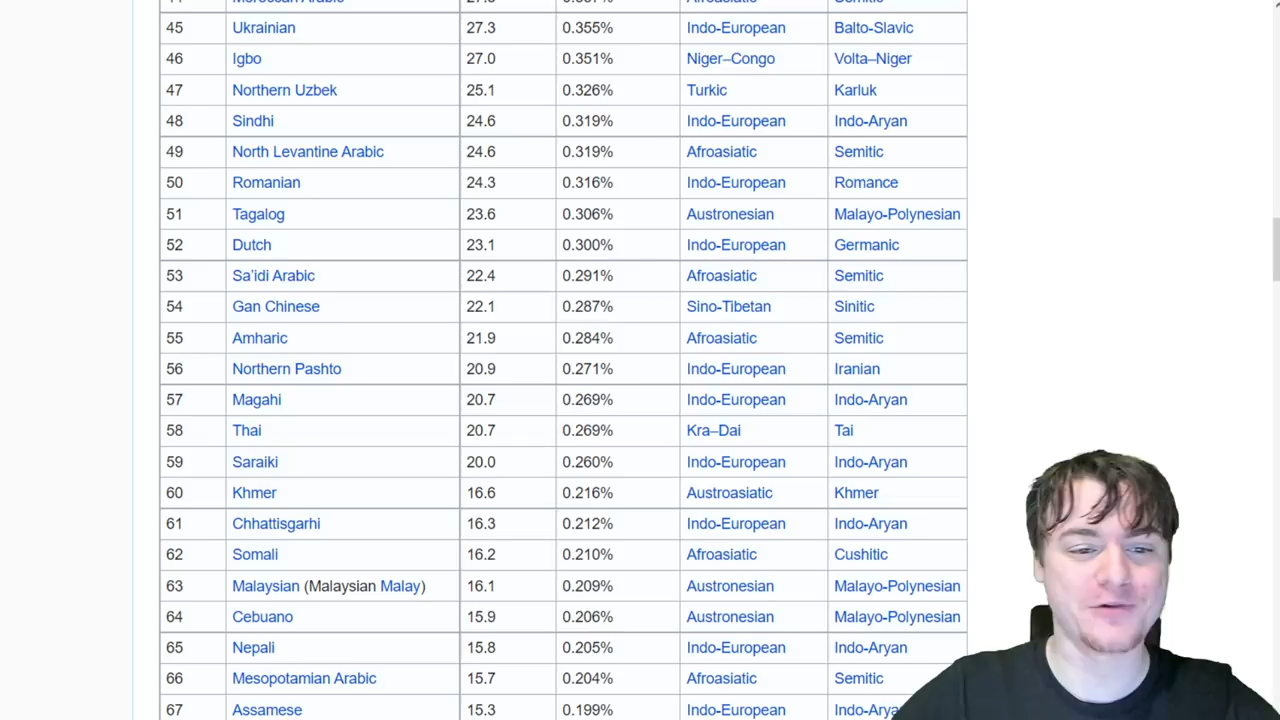 45 Ukrainian 27.3 0.355% Indo-European Balto-Slavic
46 Igbo 27.0 0.351% Niger–Congo Volta–Niger
47 Northern Uzbek 25.1 0.326% Turkic Karluk
48 Sindhi 24.6 0.319% Indo-European Indo-Aryan
49 North Levantine Arabic 24.6 0.319% Afroasiatic Semitic
50 Romanian 24.3 0.316% Indo-European Romance
51 Tagalog 23.6 0.306% Austronesian Malayo-Polynesian
52 Dutch 23.1 0.300% Indo-European Germanic
53 Sa'idi Arabic 22.4 0.291% Afroasiatic Semitic
54 Gan Chinese 22.1 0.287% Sino-Tibetan Sinitic
55 Amharic 21.9 0.284% Afroasiatic Semitic
56 Northern Pashto 20.9 0.271% Indo-European Iranian
57 Magahi 20.7 0.269% Indo-European Indo-Aryan
58 Thai 20.7 0.269% Kra–Dai Tai
59 Saraiki 20.0 0.260% Indo-European Indo-Aryan
60 Khmer 16.6 0.216% Austroasiatic Khmer
61 Chhattisgarhi 16.3 0.212% Indo-European Indo-Aryan
62 Somali 16.2 0.210% Afroasiatic Cushitic
63 Malaysian (Malaysian Malay) 16.1 0.209% Austronesian Malayo-Polynesian
64 Cebuano 15.9 0.206% Austronesian Malayo-Polynesian
65 Nepali 15.8 0.205% Indo-European Indo-Aryan
66 Mesopotamian Arabic 15.7 0.204% Afroasiatic Semitic
67 Assamese 15.3 0.199% Indo-European